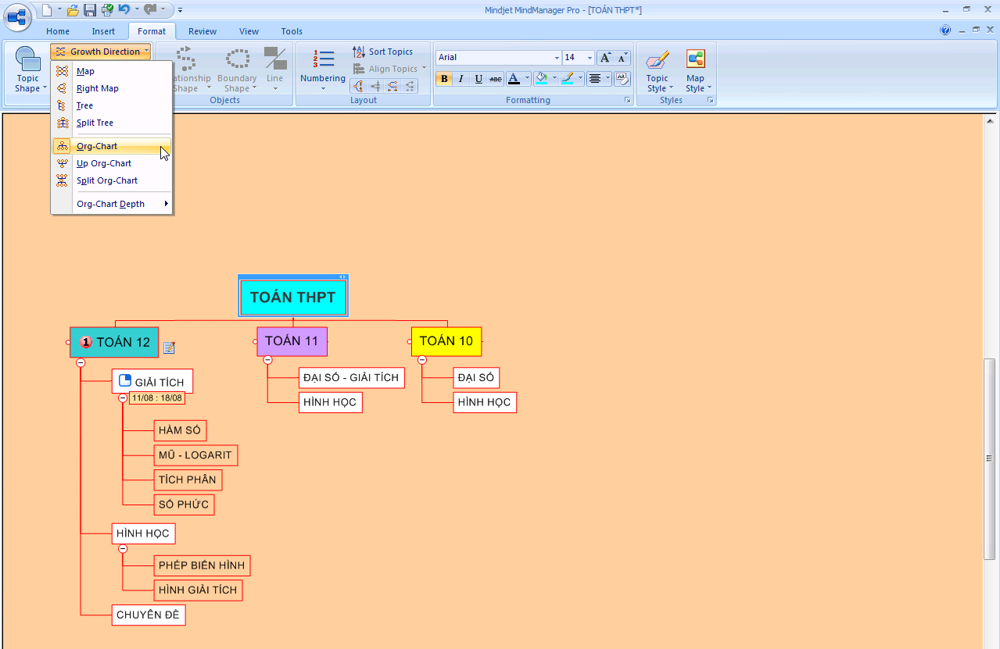 Mindjet MindManager Pro - [TOÁN THPT*]
Home Insert Format Review View Tools
Growth Direction
Topic Shape
Map
Right Map
Tree
Split Tree
Org-Chart
Up Org-Chart
Split Org-Chart
Org-Chart Depth
ationship Shape
Boundary Shape
Line
Objects
1
2
3
Numbering
Sort Topics
Align Topics
Layout
Arial 14
A A
B I U ABC A
Formatting
Topic Style
Map Style
Styles
TOÁN THPT
1 TOÁN 12
TOÁN 11
TOÁN 10
GIẢI TÍCH
11/08 : 18/08
HÀM SỐ
MŨ - LOGARIT
TÍCH PHÂN
SỐ PHỨC
HÌNH HỌC
PHÉP BIẾN HÌNH
HÌNH GIẢI TÍCH
CHUYÊN ĐỀ
ĐẠI SỐ - GIẢI TÍCH
HÌNH HỌC
ĐẠI SỐ
HÌNH HỌC